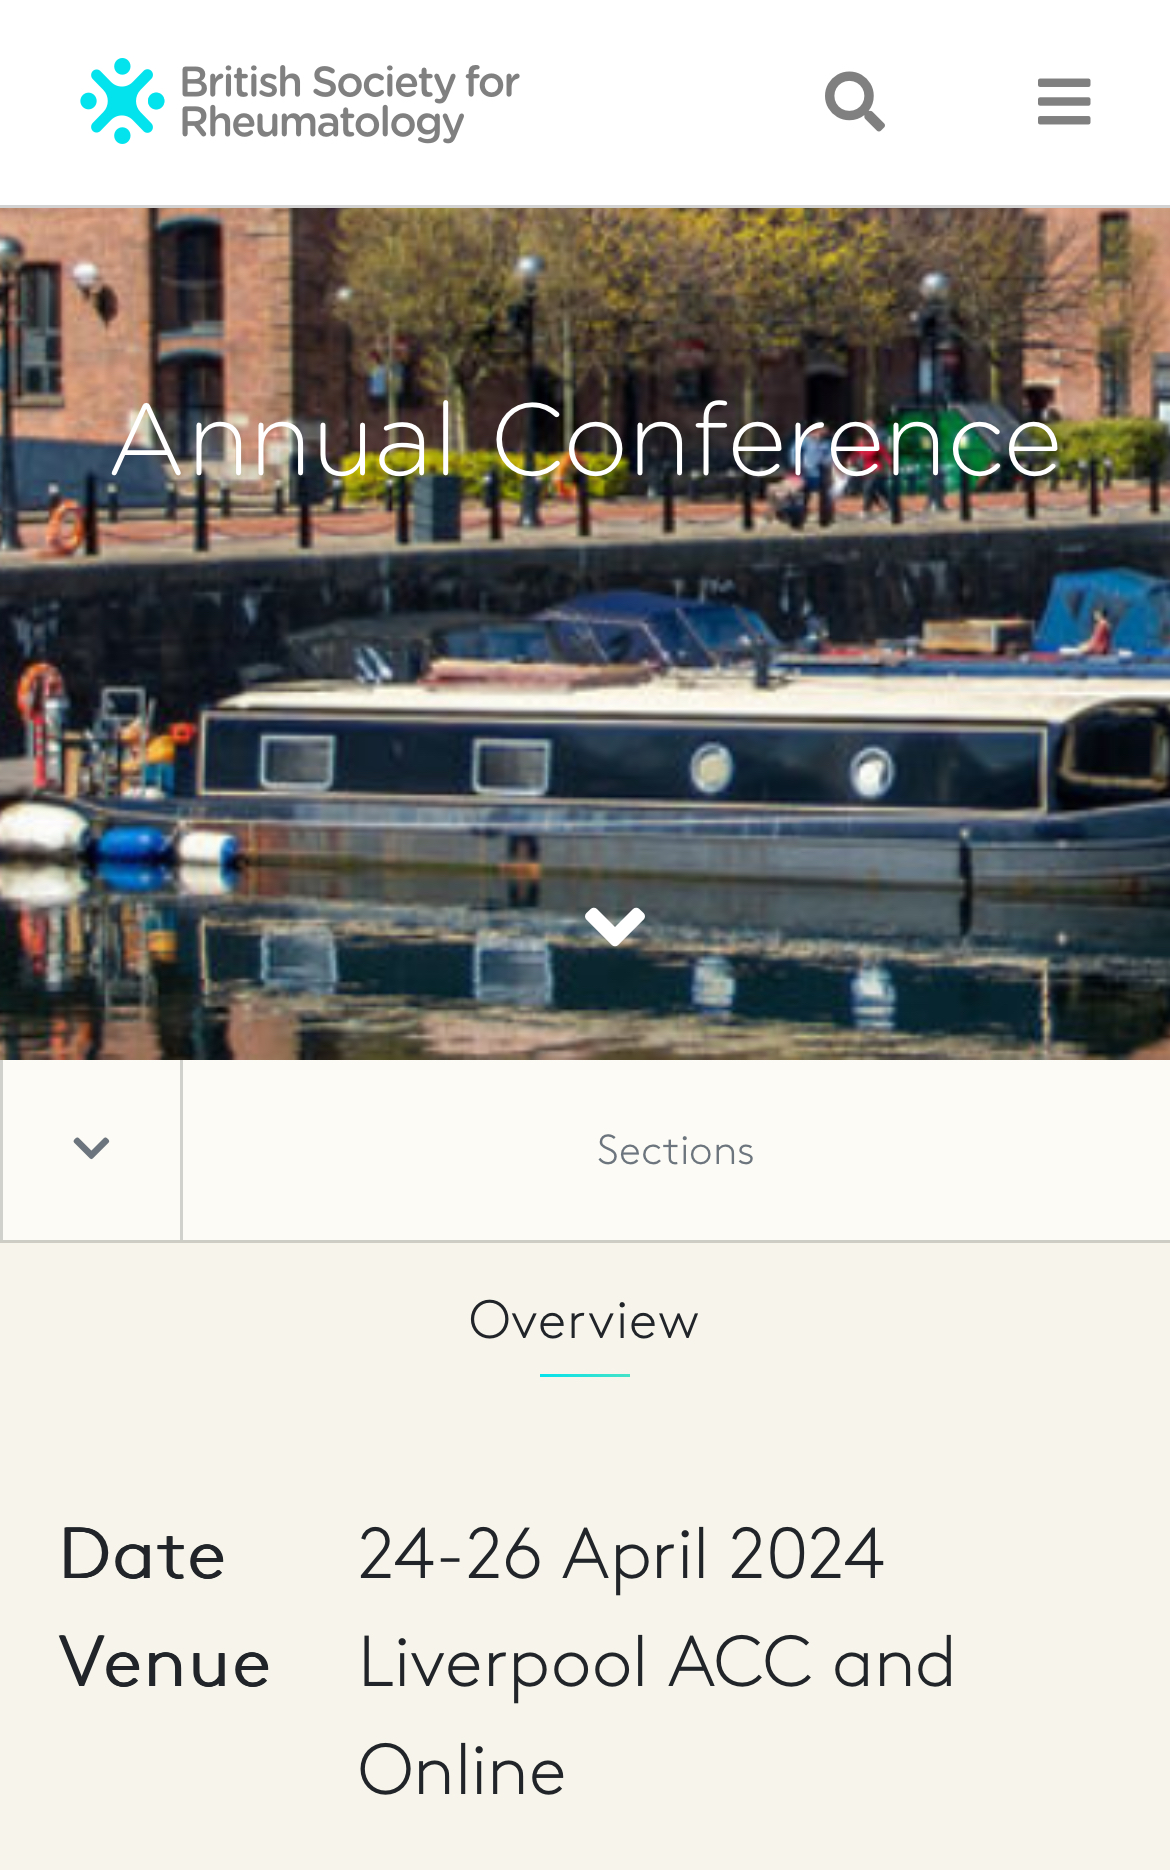 British Society for
Rheumatology
Annual Conference
Sections
Overview
Date 24-26 April 2024
Venue Liverpool ACC and
Online